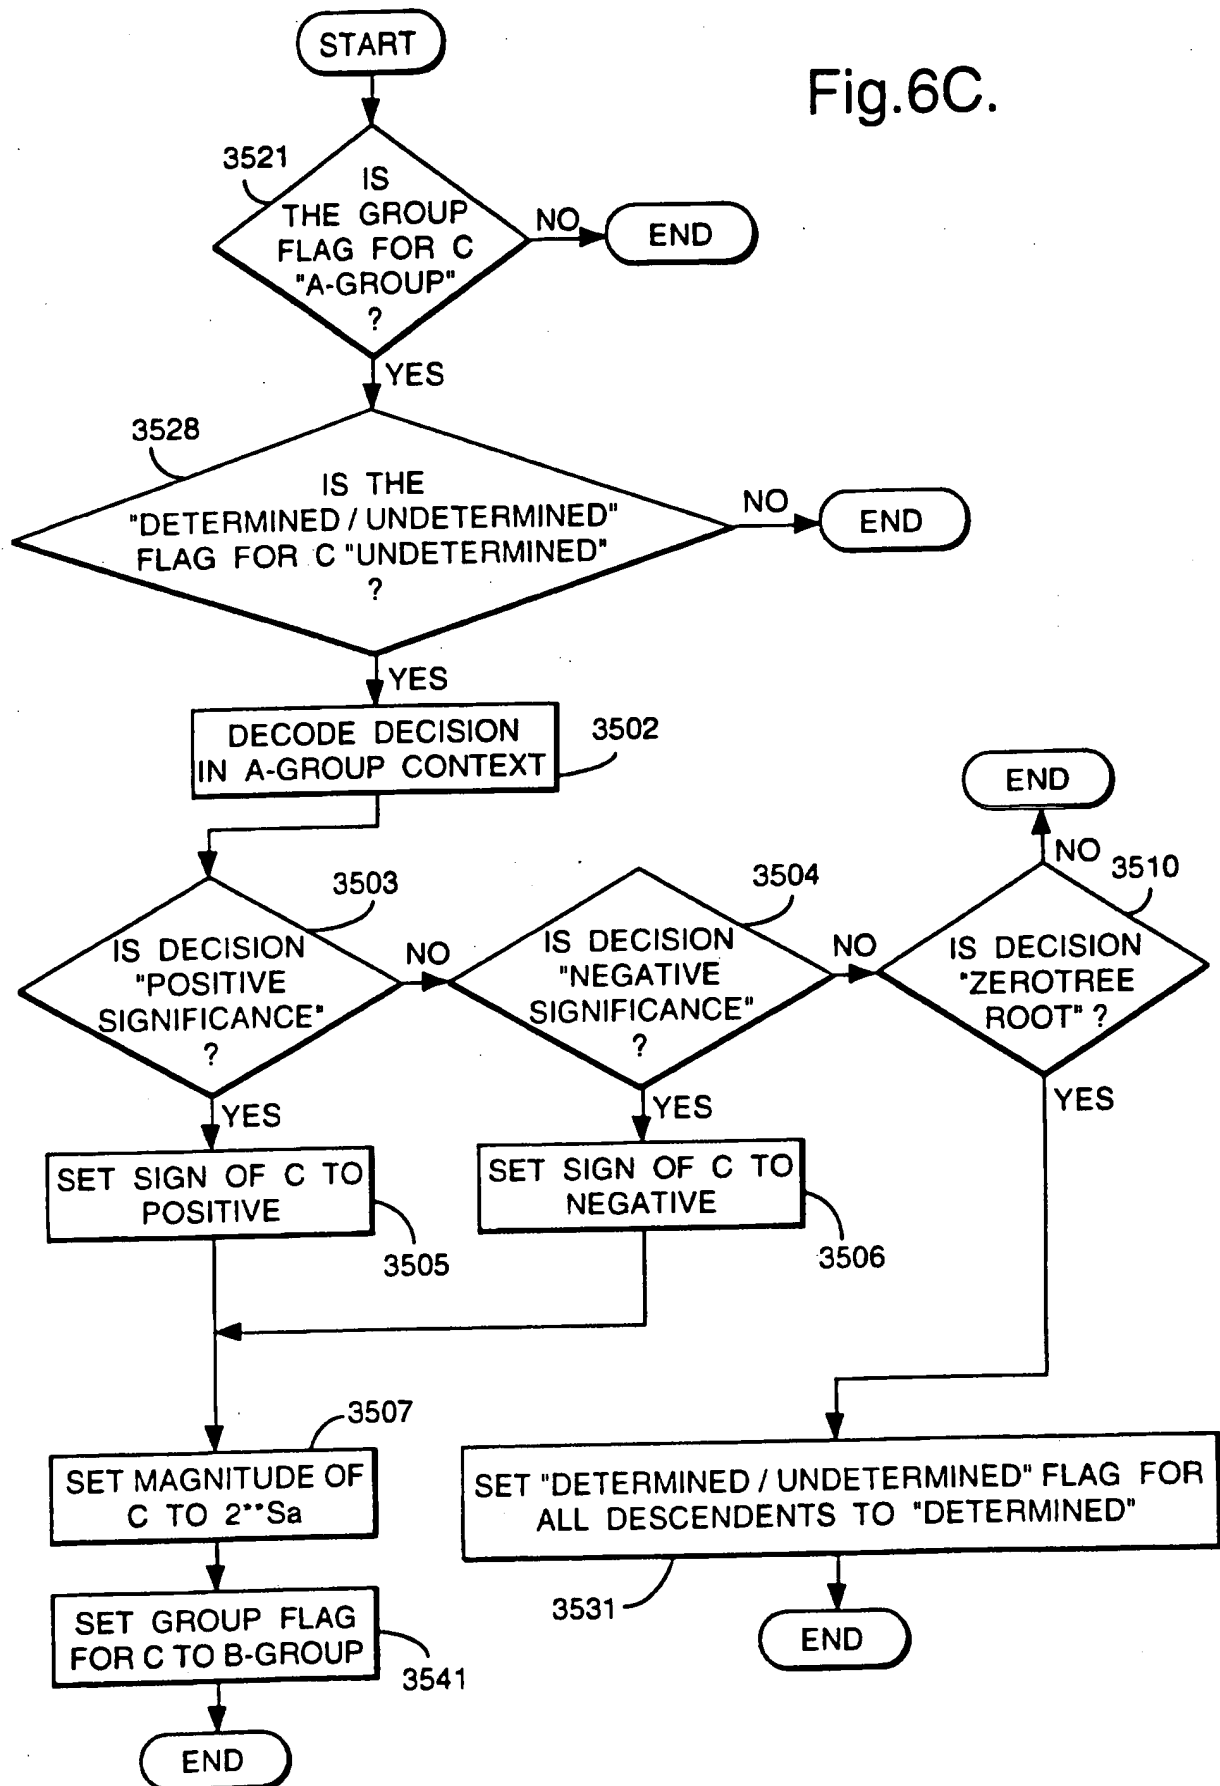 START
Fig.6C.
3521
IS
THE GROUP
FLAG FOR C
"A-GROUP"
?
NO
END
YES
3528
IS THE
"DETERMINED / UNDETERMINED"
FLAG FOR C "UNDETERMINED"
?
NO
END
YES
DECODE DECISION
IN A-GROUP CONTEXT
3502
END
NO
3503
IS DECISION
"POSITIVE
SIGNIFICANCE"
?
NO
3504
IS DECISION
"NEGATIVE
SIGNIFICANCE"
?
NO
3510
IS DECISION
"ZEROTREE
ROOT" ?
YES
YES
YES
SET SIGN OF C TO
POSITIVE
3505
SET SIGN OF C TO
NEGATIVE
3506
3507
SET MAGNITUDE OF
C TO 2**Sa
SET "DETERMINED / UNDETERMINED" FLAG FOR
ALL DESCENDENTS TO "DETERMINED"
3531
END
SET GROUP FLAG
FOR C TO B-GROUP
3541
END